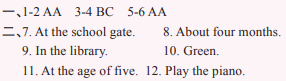 一、1-2 AA 3-4 BC 5-6 AA
二、7. At the school gate. 8. About four months.
9. In the library. 10. Green.
11. At the age of five. 12. Play the piano.